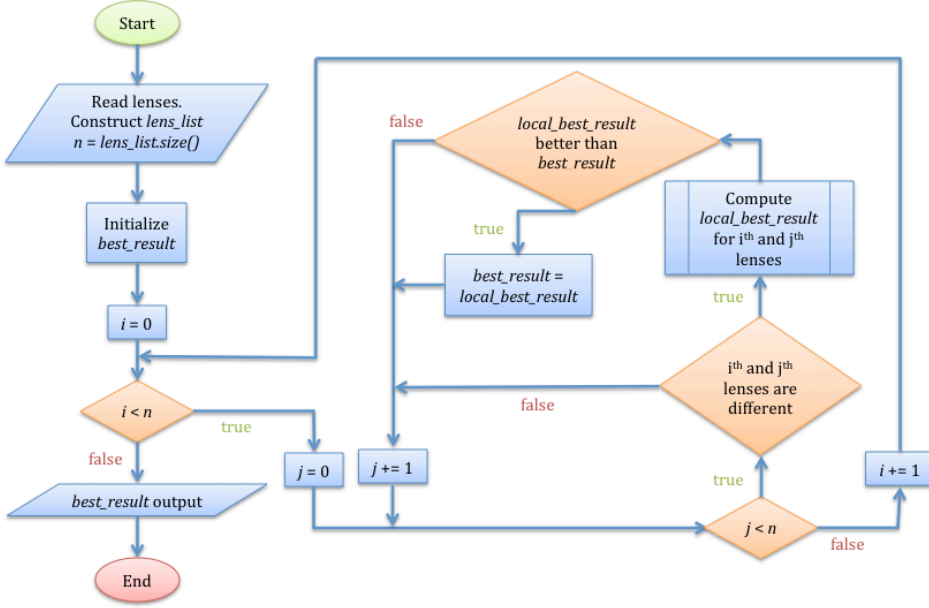 Start
Read lenses.
Construct lens_list
n = lens_list.size()
Initialize
best_result
i = 0
i < n
true
false
best_result output
End
j = 0
j += 1
j < n
true
false
i += 1
ith and jth
lenses are
different
true
false
Compute
local_best_result
for ith and jth
lenses
local_best_result
better than
best_result
false
true
best_result =
local_best_result